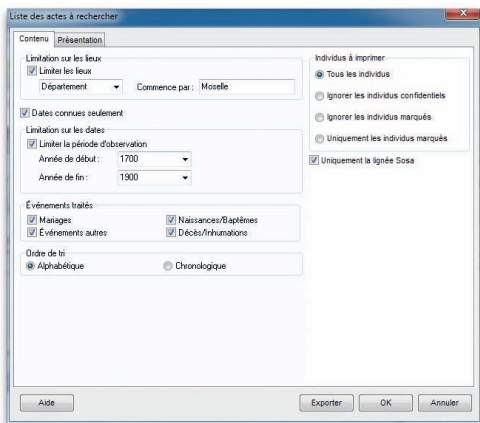 Liste des actes à rechercher
Contenu Présentation
Limitation sur les lieux
Limiter les lieux
Département Commence par : Moselle
Dates connues seulement
Limitation sur les dates
Limiter la période d'observation
Année de début : 1700
Année de fin : 1900
Événements traités
Mariages Naissances/Baptêmes
Événements autres Décès/Inhumations
Ordre de tri
Alphabétique Chronologique
Individus à imprimer
Tous les individus
Ignorer les individus confidentiels
Ignorer les individus marqués
Uniquement les individus marqués
Uniquement la lignée Sosa
Aide Exporter OK Annuler